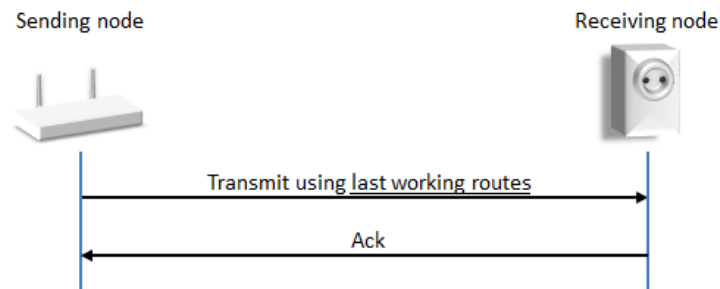 Sending node
Receiving node
Transmit using last working routes
Ack